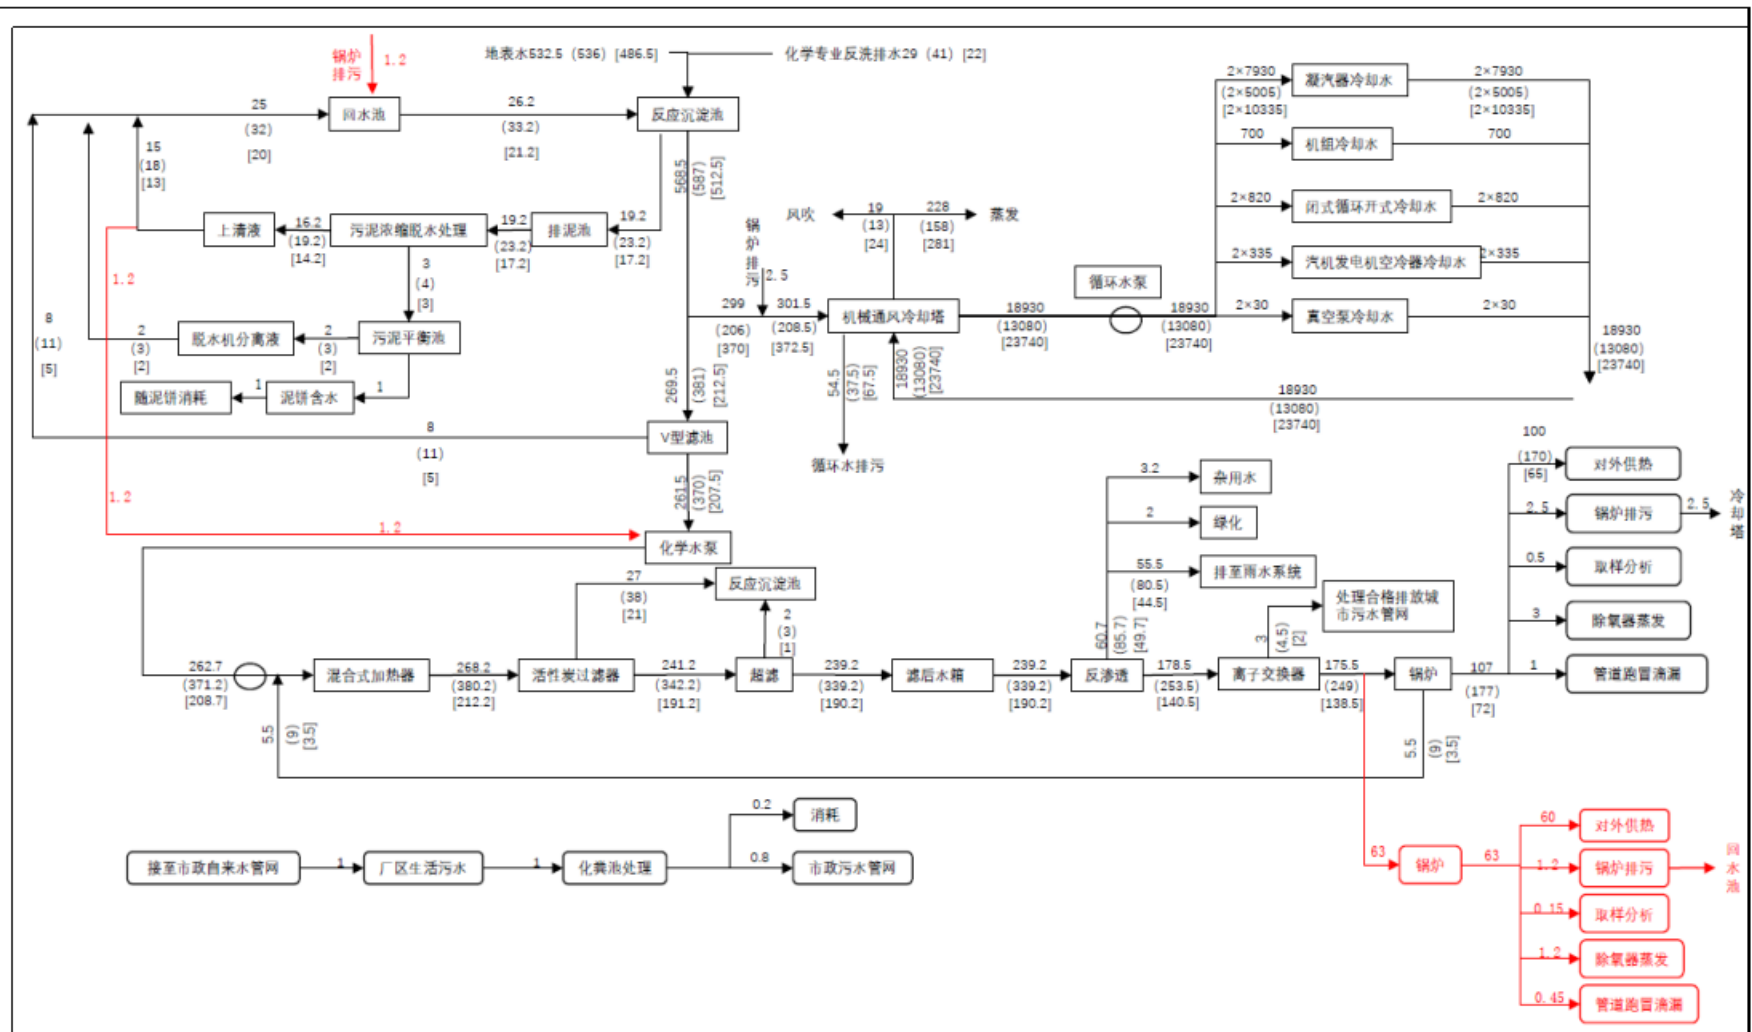 锅炉
排污
1.2
地表水532.5 (536) [486.5]
化学专业反洗排水29 (41) [22]
25
(32)
[20]
回水池
26.2
(33.2)
[21.2]
反应沉淀池
15
(18)
[13]
568.5
(587)
[512.5]
上清液
16.2
(19.2)
[14.2]
污泥浓缩脱水处理
19.2
(23.2)
[17.2]
排泥池
19.2
(23.2)
[17.2]
1.2
3
(4)
[3]
8
(11)
[5]
2
(3)
[2]
脱水机分离液
2
(3)
[2]
污泥平衡池
随泥饼消耗
1
泥饼含水
1
锅炉排污
2.5
299
(206)
[370]
301.5
(208.5)
[372.5]
269.5
(381)
[212.5]
风吹
19
(13)
[24]
228
(158)
[281]
蒸发
机械通风冷却塔
54.5
(37.5)
[67.5]
循环水排污
18930
(13080)
[23740]
18930
(13080)
[23740]
循环水泵
18930
(13080)
[23740]
2×7930
(2×5005)
[2×10335]
凝汽器冷却水
2×7930
(2×5005)
[2×10335]
700
机组冷却水
700
2×820
闭式循环开式冷却水
2×820
2×335
汽机发电机空冷器冷却水
2×335
2×30
真空泵冷却水
2×30
18930
(13080)
[23740]
18930
(13080)
[23740]
8
(11)
[5]
V型滤池
261.5
(370)
[207.5]
1.2
1.2
化学水泵
27
(38)
[21]
反应沉淀池
2
(3)
[1]
262.7
(371.2)
[208.7]
混合式加热器
268.2
(380.2)
[212.2]
活性炭过滤器
241.2
(342.2)
[191.2]
超滤
239.2
(339.2)
[190.2]
滤后水箱
239.2
(339.2)
[190.2]
反渗透
3.2
杂用水
2
绿化
55.5
(80.5)
[44.5]
排至雨水系统
60.7
(85.7)
[49.7]
178.5
(253.5)
[140.5]
离子交换器
3
(4.5)
[2]
处理合格排放城
市污水管网
175.5
(249)
[138.5]
锅炉
107
(177)
[72]
100
(170)
[65]
对外供热
2.5
锅炉排污
2.5
冷却塔
0.5
取样分析
3
除氧器蒸发
1
管道跑冒滴漏
5.5
(9)
[3.5]
5.5
(9)
[3.5]
接至市政自来水管网
1
厂区生活污水
1
化粪池处理
0.2
消耗
0.8
市政污水管网
63
锅炉
63
60
对外供热
1.2
锅炉排污
回水池
0.15
取样分析
1.2
除氧器蒸发
0.45
管道跑冒滴漏